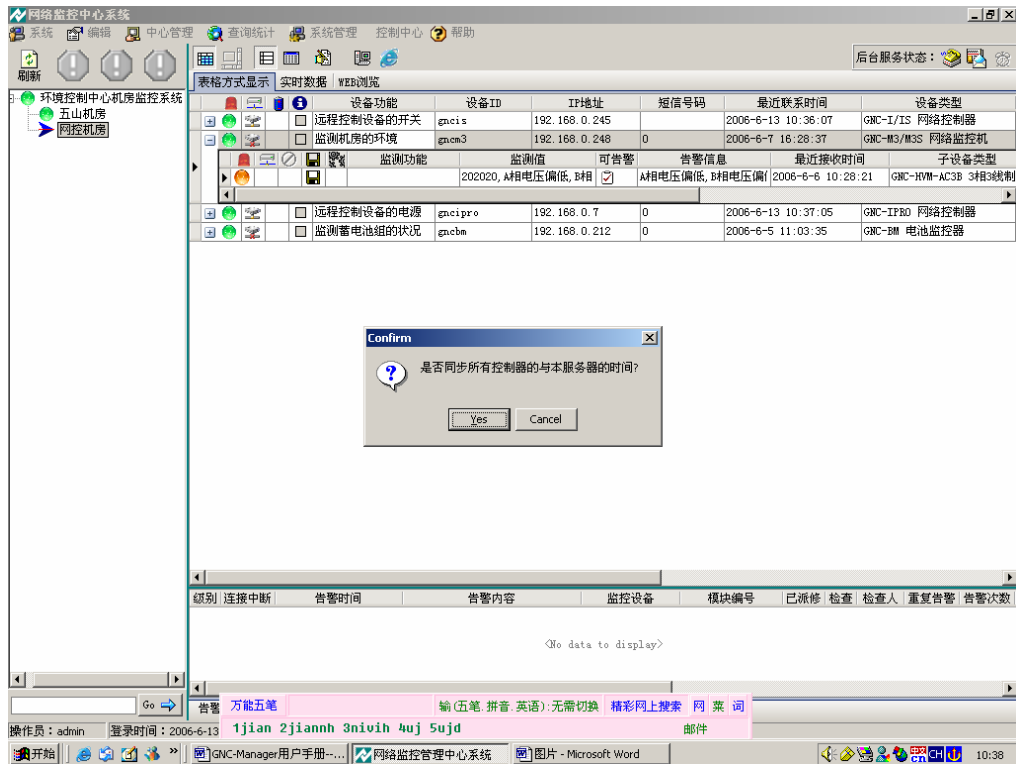 网络监控中心系统
系统 编辑 中心管理 查询统计 系统管理 控制中心 帮助
刷新
后台服务状态：
表格方式显示 实时数据 WEB浏览
环境控制中心机房监控系统
五山机房
网控机房
设备功能 设备ID IP地址 短信号码 最近联系时间 设备类型
远程控制设备的开关 gncis 192.168.0.245 2006-6-13 10:36:07 GNC-I/IS 网络控制器
监测机房的环境 gncm3 192.168.0.248 0 2006-6-7 16:28:37 GNC-M3/M3S 网络监控机
监测功能 监测值 可告警 告警信息 最近接收时间 子设备类型
202020,A相电压偏低,B相 A相电压偏低,B相电压偏 2006-6-6 10:28:21 GNC-HVM-AC3B 3相3线制
远程控制设备的电源 gncipro 192.168.0.7 0 2006-6-13 10:37:05 GNC-IPRO 网络控制器
监测蓄电池组的状况 gncbm 192.168.0.212 0 2006-6-5 11:03:35 GNC-BM 电池监控器
Confirm
是否同步所有控制器的与本服务器的时间?
Yes Cancel
级别 连接中断 告警时间 告警内容 监控设备 模块编号 已派修 检查 检查人 重复告警 告警次数
<No data to display>
Go
告警
万能五笔 输(五笔.拼音.英语):无需切换 精彩网上搜索 网 菜 词
1jian 2jiannh 3nivih 4uj 5ujd 邮件
操作员：admin 登录时间：2006-6-13
开始 GNC-Manager用户手册--... 网络监控管理中心系统 图片 - Microsoft Word CH 10:38